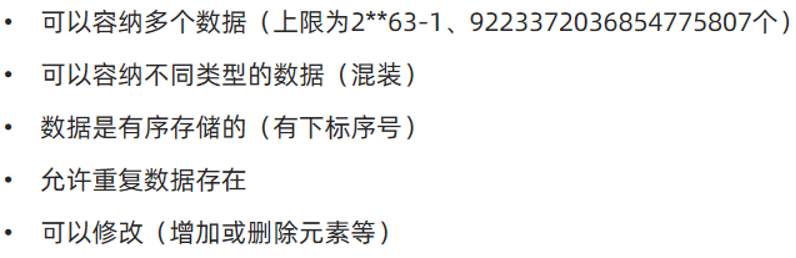 • 可以容纳多个数据（上限为2**63-1、9223372036854775807个）
• 可以容纳不同类型的数据（混装）
• 数据是有序存储的（有下标序号）
• 允许重复数据存在
• 可以修改（增加或删除元素等）